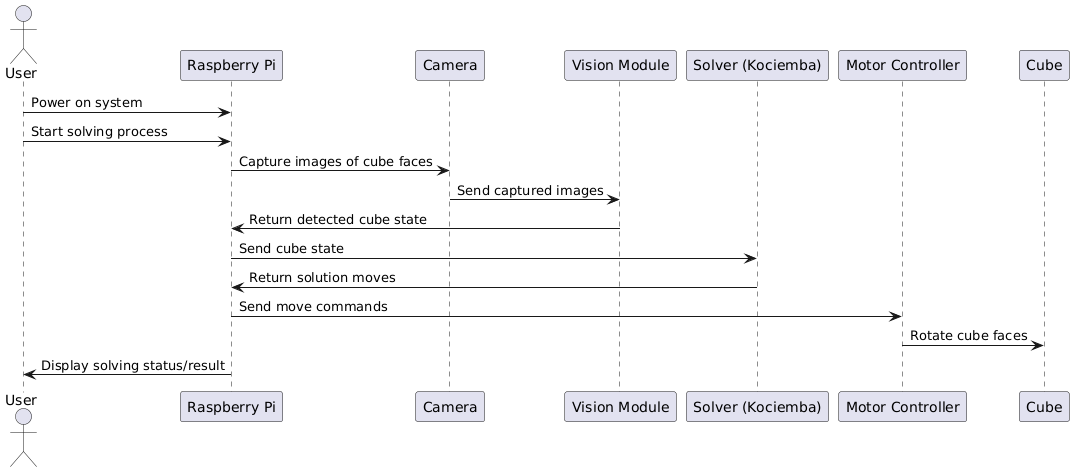 User
Raspberry Pi
Camera
Vision Module
Solver (Kociemba)
Motor Controller
Cube
Power on system
Start solving process
Capture images of cube faces
Send captured images
Return detected cube state
Send cube state
Return solution moves
Send move commands
Rotate cube faces
Display solving status/result
User
Raspberry Pi
Camera
Vision Module
Solver (Kociemba)
Motor Controller
Cube